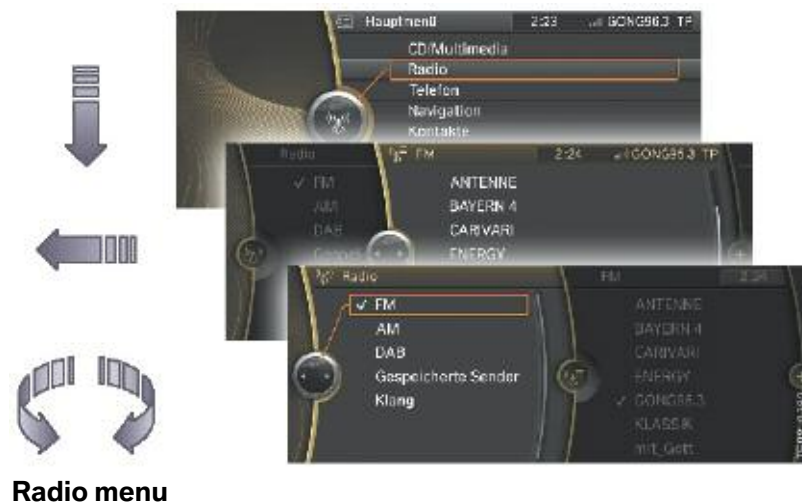 Hauptmenü 2:23 GONG96.3 TP
CD/Multimedia
Radio
Telefon
Navigation
Kontakte
Radio FM 2:24 GONG96.3 TP
✓ FM
AM
DAB
ANTENNE
BAYERN 4
CARIVARI
ENERGY
Radio
✓ FM
AM
DAB
Gespeicherte Sender
Klang
FM 2:24
ANTENNE
BAYERN 4
CARIVARI
ENERGY
✓ GONG96.3
KLASSIK
mit_Gott
Radio menu